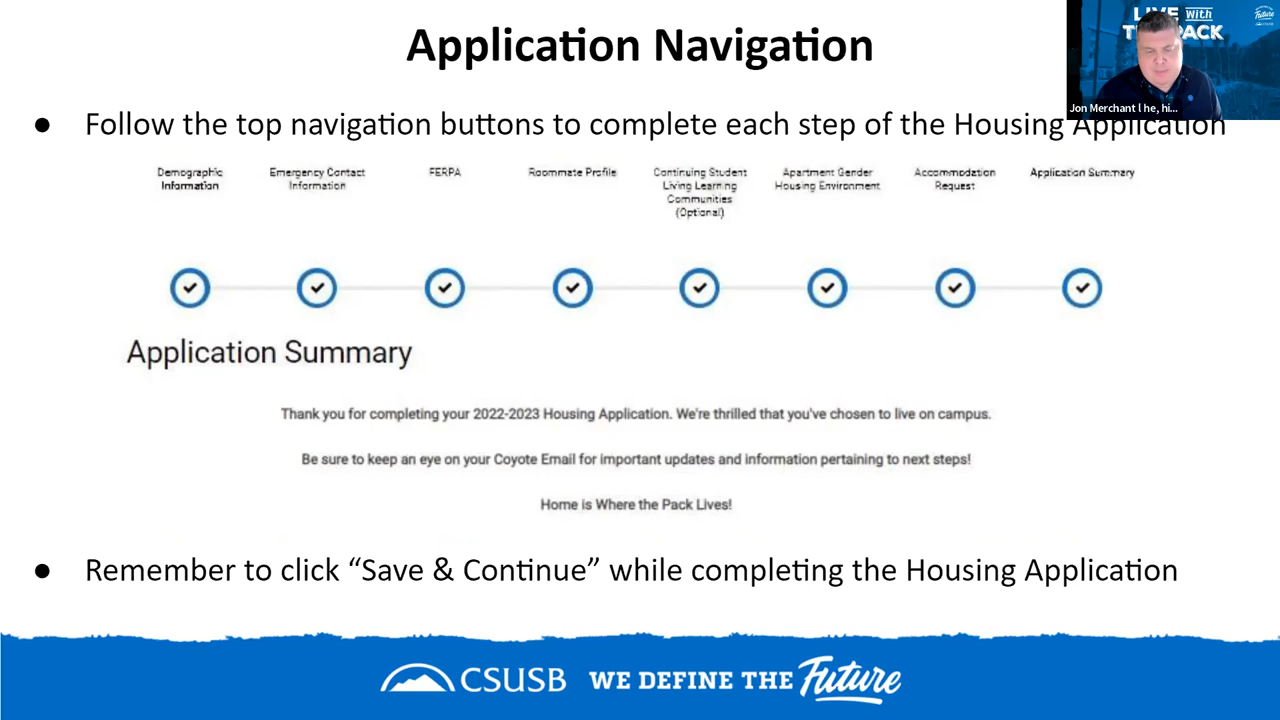 Application Navigation
LIVE with
THE PACK
Future
Jon Merchant l he, hi...
● Follow the top navigation buttons to complete each step of the Housing Application
Demographic
Information
Emergency Contact
Information
FERPA
Roommate Profile
Continuing Student
Living Learning
Communities
(Optional)
Apartment Gender
Housing Environment
Accommodation
Request
Application Summary
Application Summary
Thank you for completing your 2022-2023 Housing Application. We're thrilled that you've chosen to live on campus.
Be sure to keep an eye on your Coyote Email for important updates and information pertaining to next steps!
Home is Where the Pack Lives!
● Remember to click “Save & Continue” while completing the Housing Application
CSUSB WE DEFINE THE Future